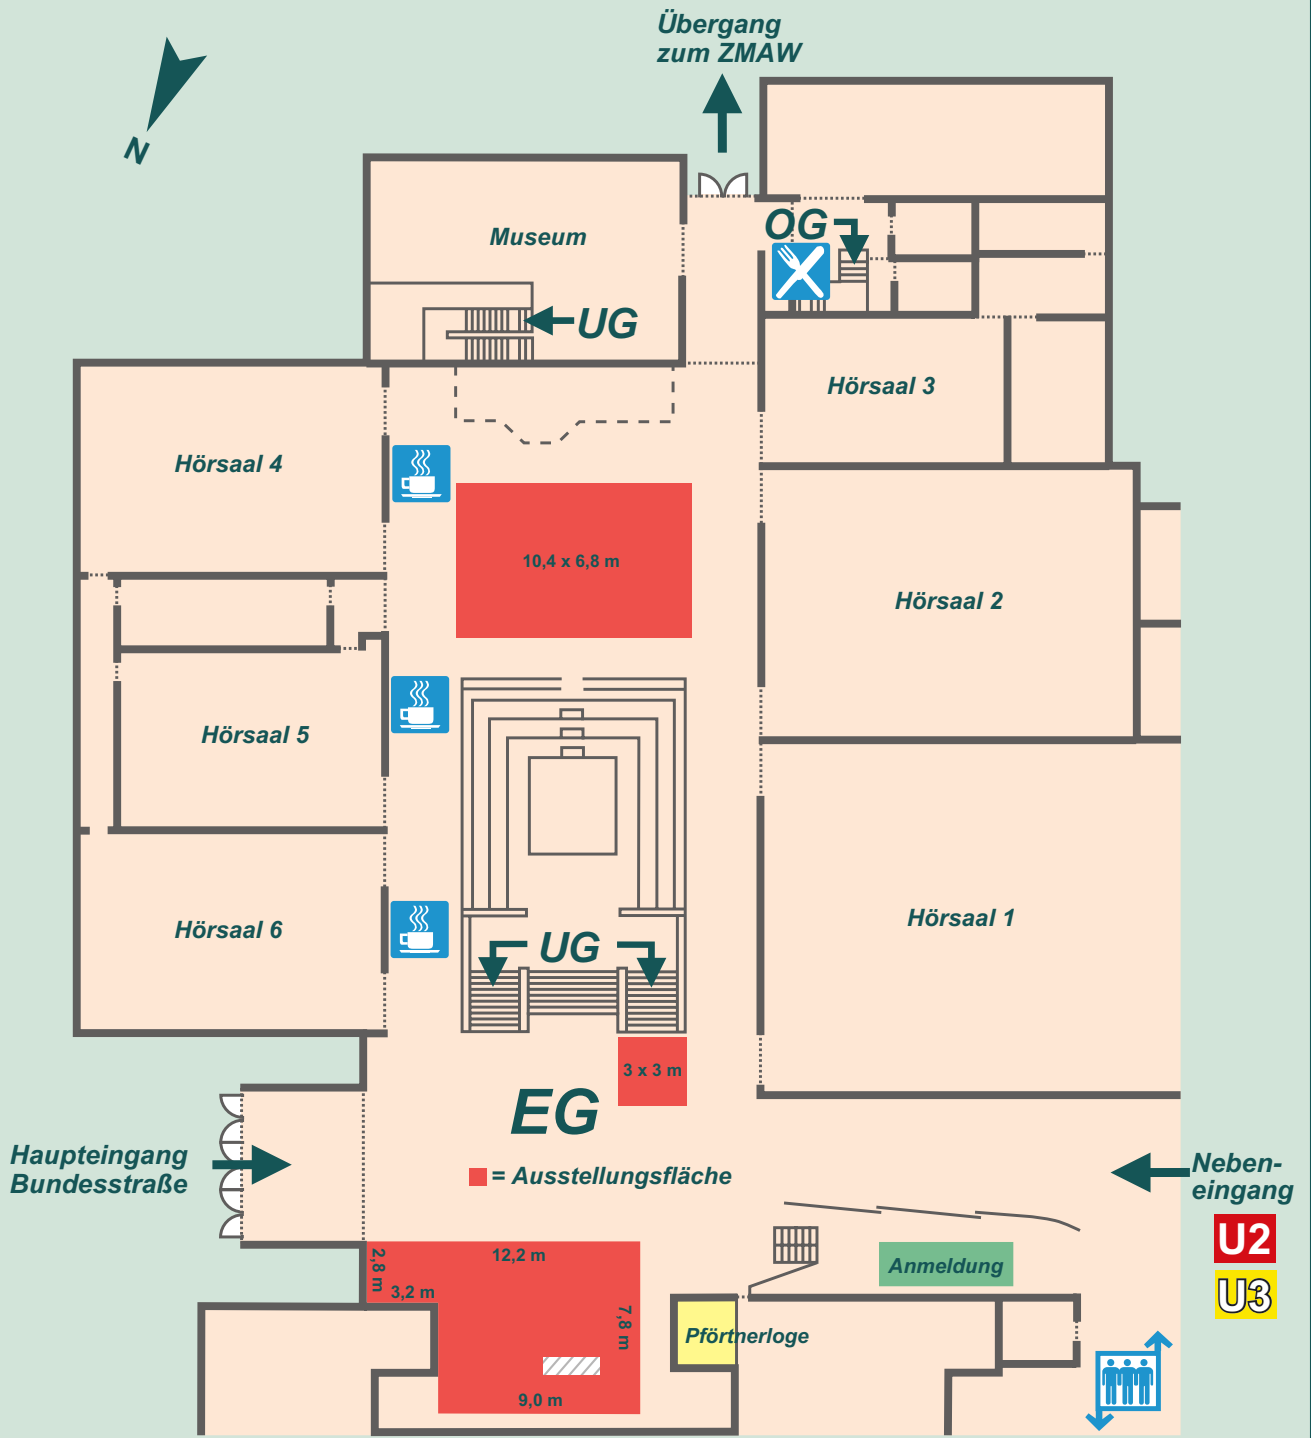 Übergang
zum ZMAW
N
OG
Museum
UG
Hörsaal 3
Hörsaal 4
10,4 x 6,8 m
Hörsaal 2
Hörsaal 5
Hörsaal 1
Hörsaal 6
UG
3 x 3 m
EG
Haupteingang
Bundesstraße
= Ausstellungsfläche
Neben-
eingang
U2
U3
12,2 m
2,8 m
3,2 m
7,8 m
9,0 m
Anmeldung
Pförtnerloge